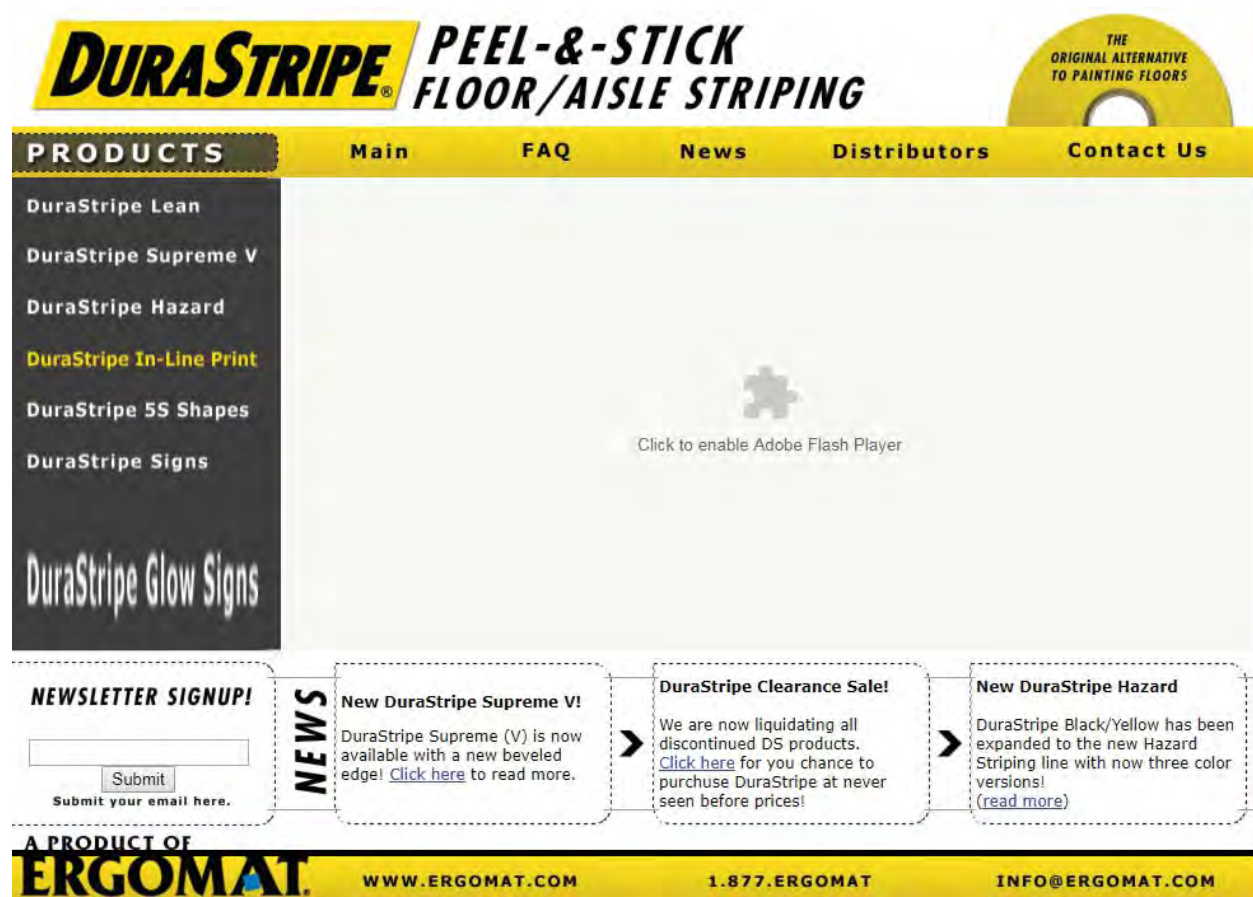 DURASTRIPE®
PEEL-&-STICK
FLOOR/AISLE STRIPING
THE
ORIGINAL ALTERNATIVE
TO PAINTING FLOORS
PRODUCTS
Main
FAQ
News
Distributors
Contact Us
DuraStripe Lean
DuraStripe Supreme V
DuraStripe Hazard
DuraStripe In-Line Print
DuraStripe 5S Shapes
DuraStripe Signs
DuraStripe Glow Signs
Click to enable Adobe Flash Player
NEWSLETTER SIGNUP!
Submit
Submit your email here.
NEWS
New DuraStripe Supreme V!
DuraStripe Supreme (V) is now
available with a new beveled
edge! Click here to read more.
DuraStripe Clearance Sale!
We are now liquidating all
discontinued DS products.
Click here for you chance to
purchuse DuraStripe at never
seen before prices!
New DuraStripe Hazard
DuraStripe Black/Yellow has been
expanded to the new Hazard
Striping line with now three color
versions!
(read more)
A PRODUCT OF
ERGOMAT.
WWW.ERGOMAT.COM
1.877.ERGOMAT
INFO@ERGOMAT.COM